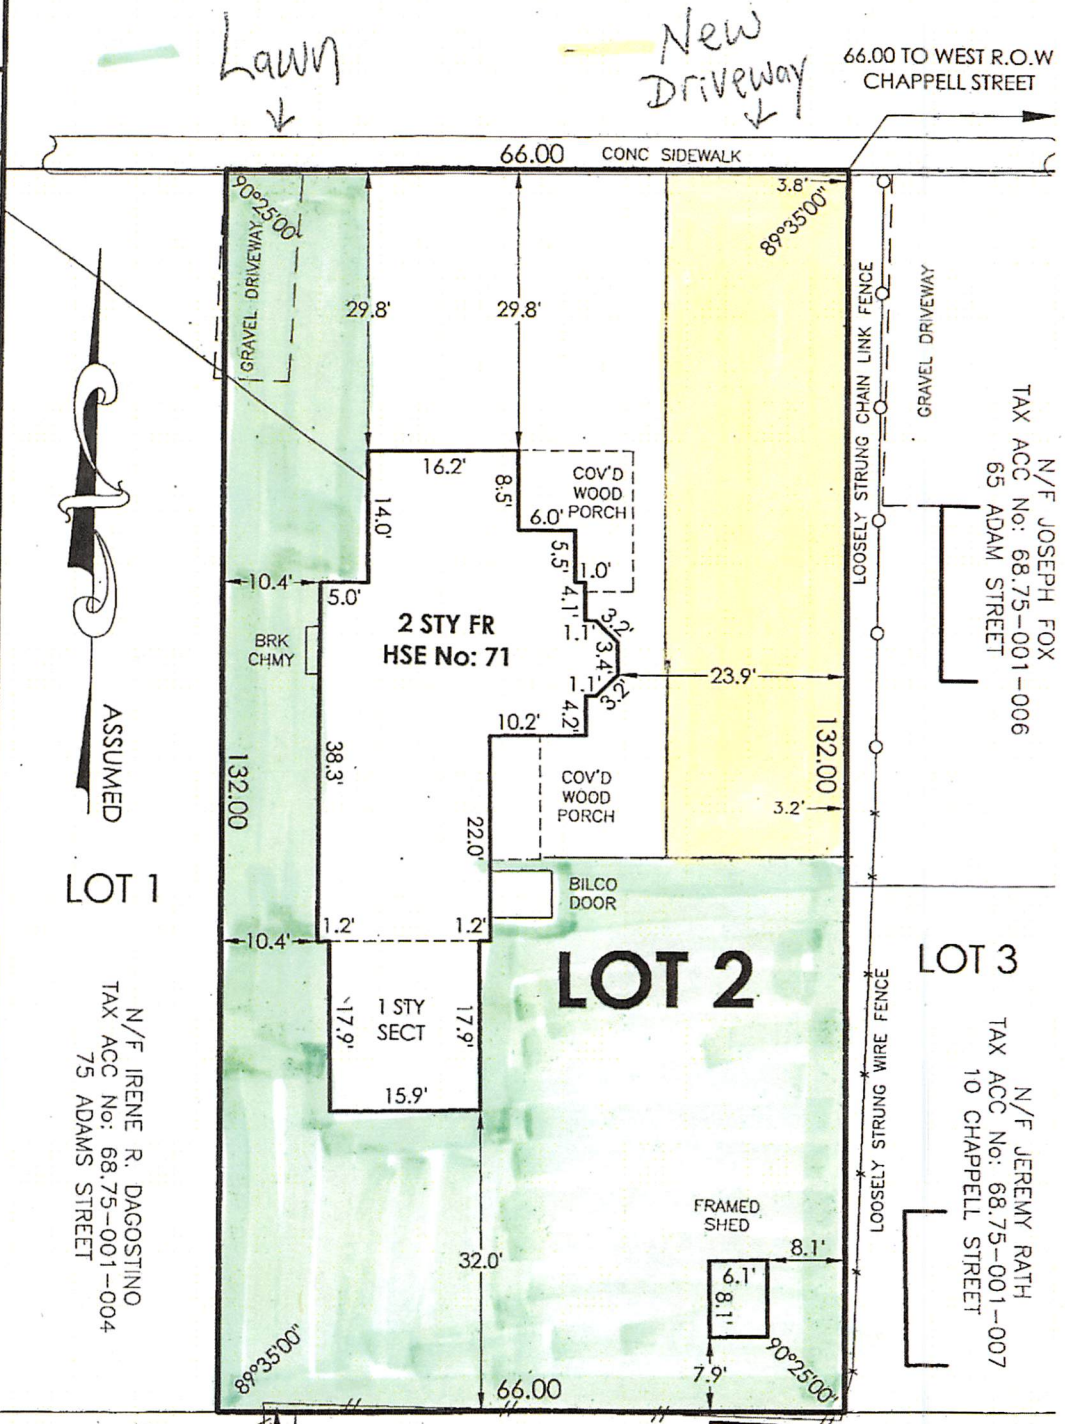 Lawn
New
Driveway
66.00 TO WEST R.O.W
CHAPPELL STREET
66.00 CONC SIDEWALK
90°25'00"
3.8'
89°35'00"
GRAVEL DRIVEWAY
29.8'
29.8'
LOOSELY STRUNG CHAIN LINK FENCE
GRAVEL DRIVEWAY
N/F JOSEPH FOX
TAX ACC No: 68.75-001-006
65 ADAM STREET
16.2'
8.5'
COV'D
WOOD
PORCH
14.0'
6.0'
5.5'
1.0'
10.4'
5.0'
4.1'
3.2'
1.1'
2 STY FR
HSE No: 71
BRK
CHMY
3.4'
23.9'
1.1'
3.2'
4.2'
10.2'
ASSUMED
132.00
38.3'
COV'D
WOOD
PORCH
132.00
3.2'
22.0'
LOT 1
BILCO
DOOR
1.2'
1.2'
10.4'
LOT 2
LOT 3
N/F IRENE R. DAGOSTINO
TAX ACC No: 68.75-001-004
75 ADAMS STREET
17.9'
1 STY
SECT
17.9'
15.9'
LOOSELY STRUNG WIRE FENCE
N/F JEREMY RATH
TAX ACC No: 68.75-001-007
10 CHAPPELL STREET
FRAMED
SHED
32.0'
8.1'
6.1'
8.1'
7.9'
89°35'00"
66.00
90°25'00"